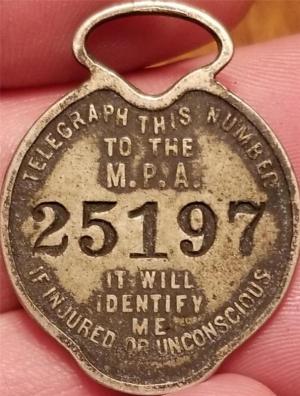 TELEGRAPH THIS NUMBER
TO THE
M.P.A.
25197
IT WILL
IDENTIFY
ME
IF INJURED OR UNCONSCIOUS